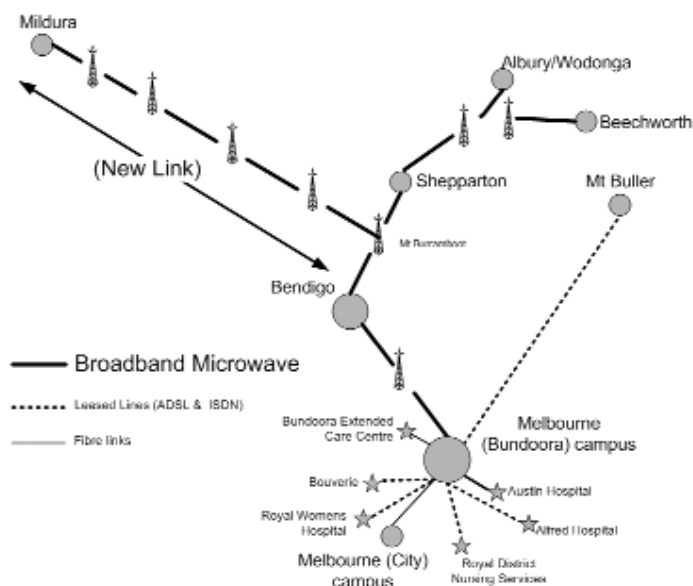 Mildura
Albury/Wodonga
Beechworth
(New Link)
Shepparton
Mt Buller
Mt Burramboot
Bendigo
Broadband Microwave
Leased Lines (ADSL & ISDN)
Fibre links
Bundoora Extended
Care Centre
Melbourne
(Bundoora) campus
Bouverie
Austin Hospital
Royal Womens
Hospital
Alfred Hospital
Melbourne (City)
campus
Royal District
Nursing Services